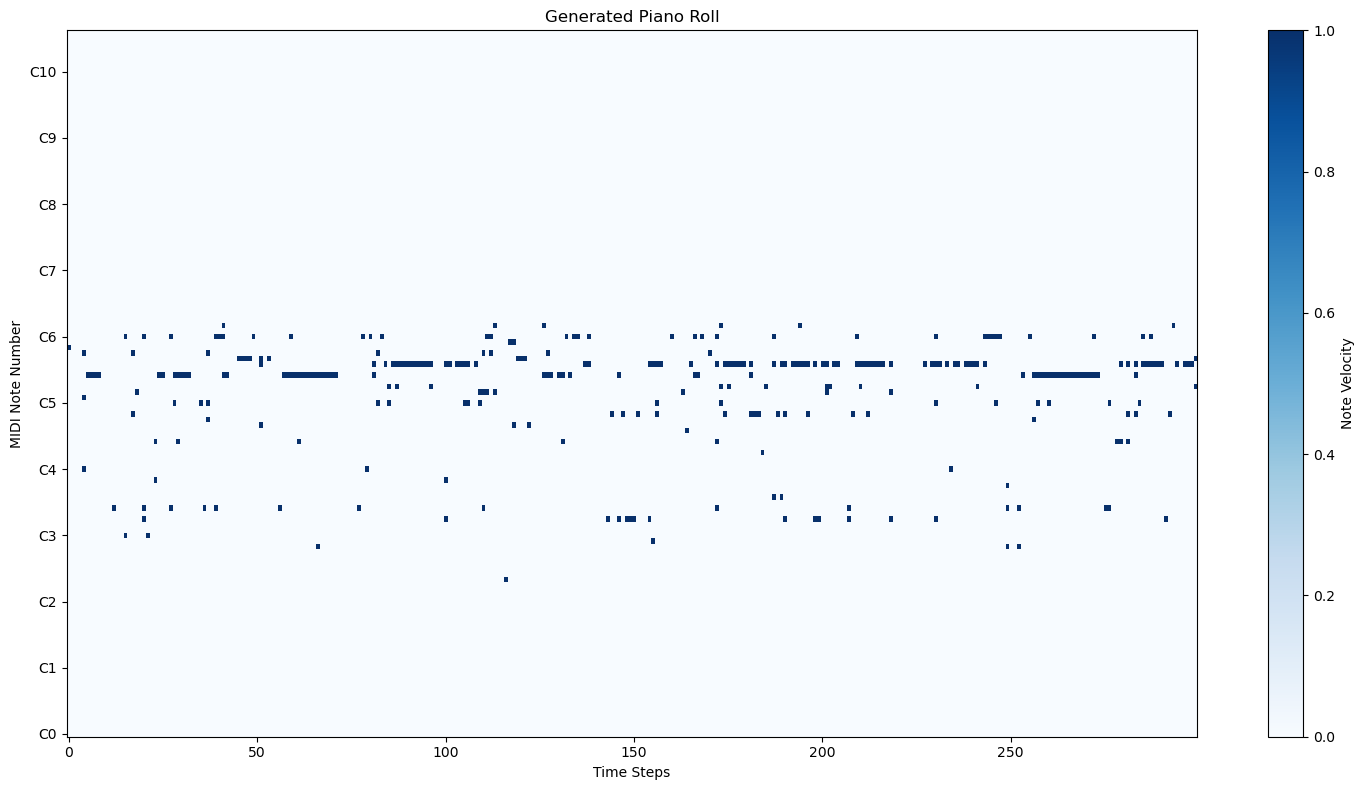 Generated Piano Roll
MIDI Note Number
C10
C9
C8
C7
C6
C5
C4
C3
C2
C1
C0
0
50
100
150
200
250
Time Steps
1.0
0.8
0.6
0.4
0.2
0.0
Note Velocity